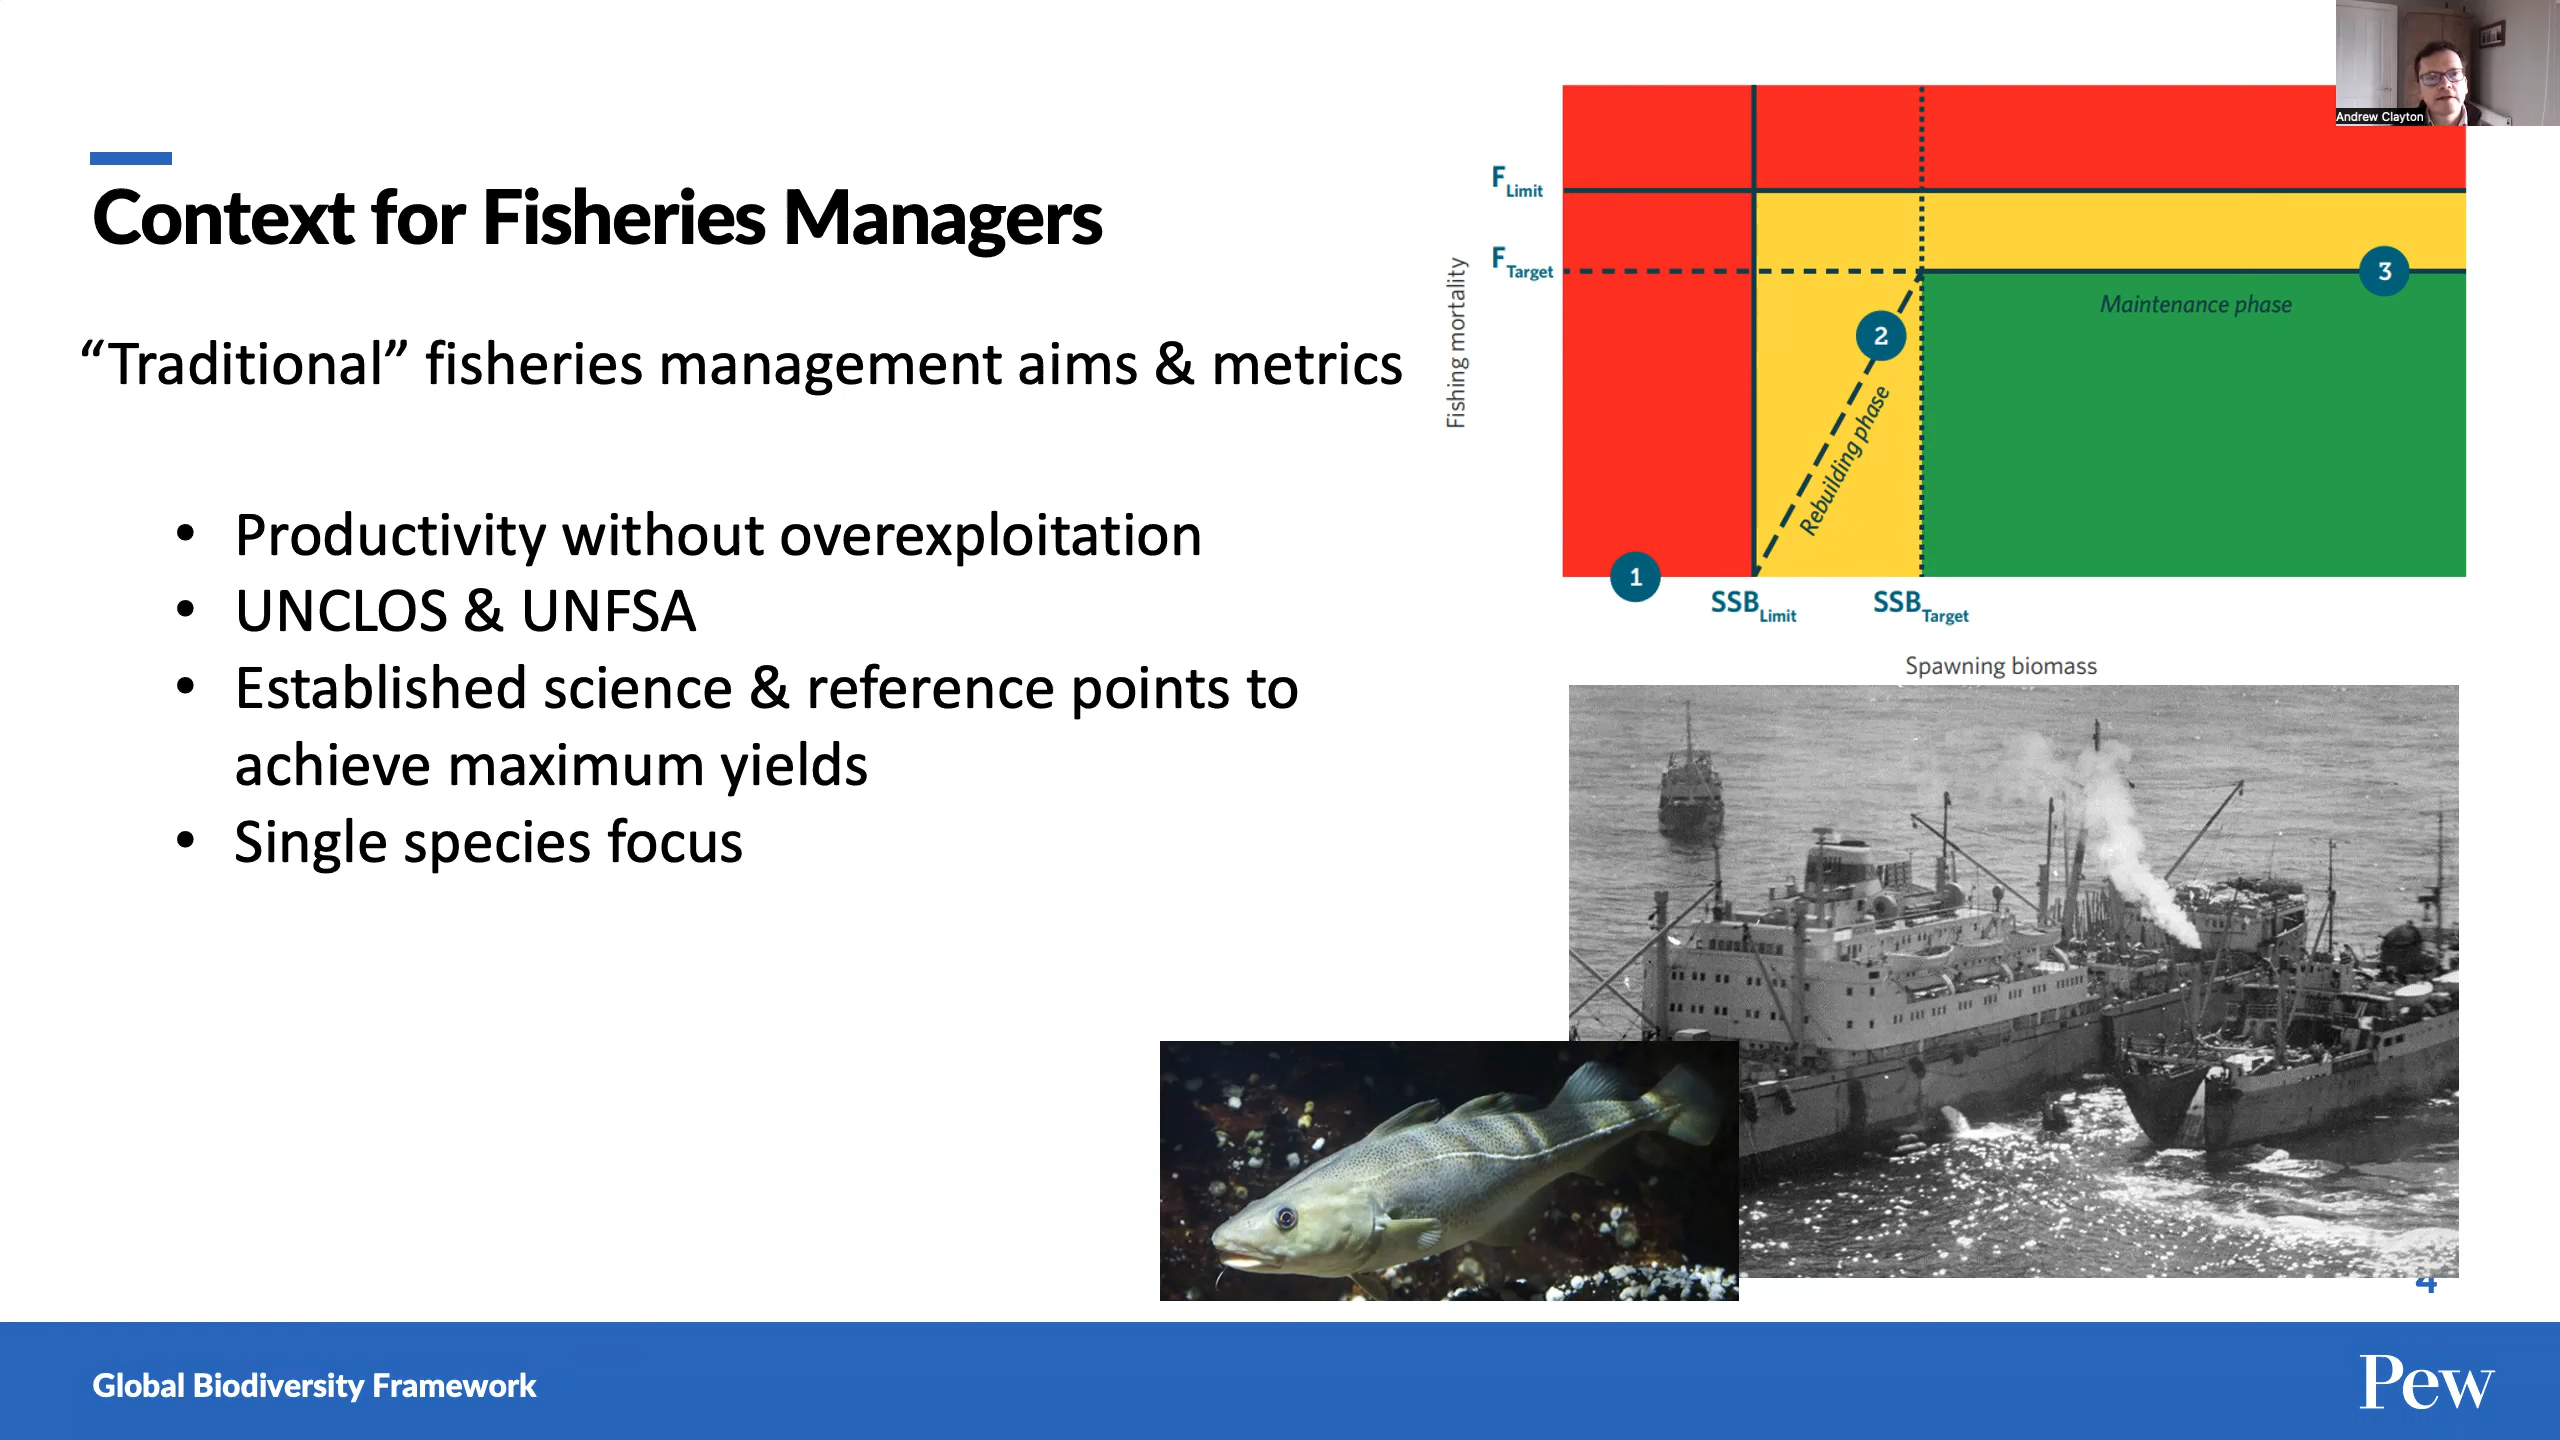 Andrew Clayton
Context for Fisheries Managers
“Traditional” fisheries management aims & metrics
• Productivity without overexploitation
• UNCLOS & UNFSA
• Established science & reference points to
achieve maximum yields
• Single species focus
Fishing mortality
F Limit
F Target
3
Maintenance phase
2
Rebuilding phase
1
SSB Limit
SSB Target
Spawning biomass
4
Global Biodiversity Framework
Pew